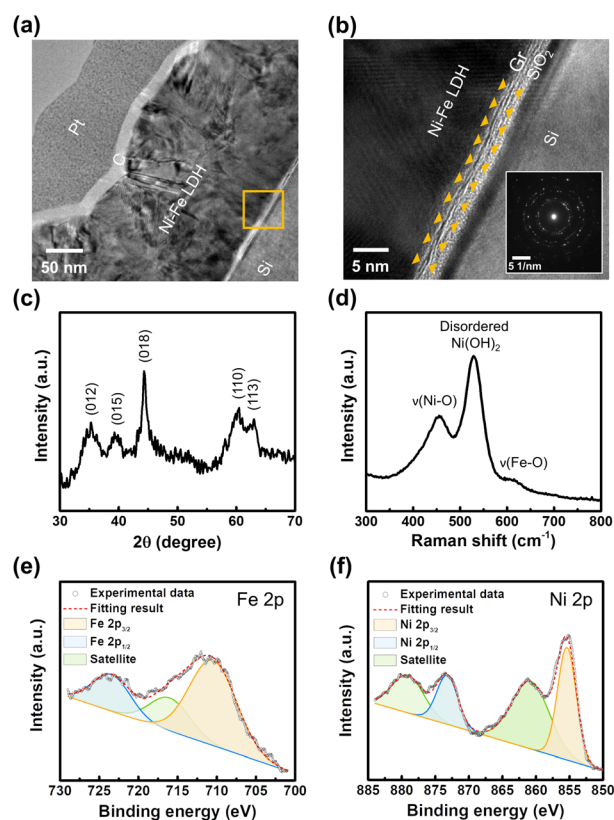 (a)
Pt
C
Ni-Fe LDH
Si
50 nm
(b)
Ni-Fe LDH
Gr
SiO2
Si
5 nm
5 1/nm
(c)
Intensity (a.u.)
(012)
(015)
(018)
(110)
(113)
30 40 50 60 70
2θ (degree)
(d)
Intensity (a.u.)
Disordered
Ni(OH)2
ν(Ni-O)
ν(Fe-O)
300 400 500 600 700 800
Raman shift (cm-1)
(e)
Intensity (a.u.)
Experimental data
Fitting result
Fe 2p3/2
Fe 2p1/2
Satellite
Fe 2p
730 725 720 715 710 705 700
Binding energy (eV)
(f)
Intensity (a.u.)
Experimental data
Fitting result
Ni 2p3/2
Ni 2p1/2
Satellite
Ni 2p
885 880 875 870 865 860 855 850
Binding energy (eV)